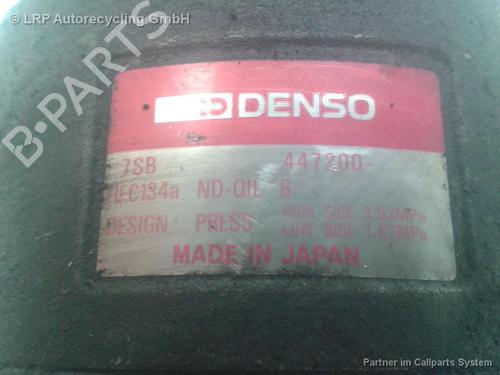 © LRP Autorecycling GmbH
DENSO
7SB 447200-
HFC134a ND-OIL 8
DESIGN PRESS HIGH SIDE 3.53MPa
LOW SIDE 1.67MPa
MADE IN JAPAN
Partner im Callparts System